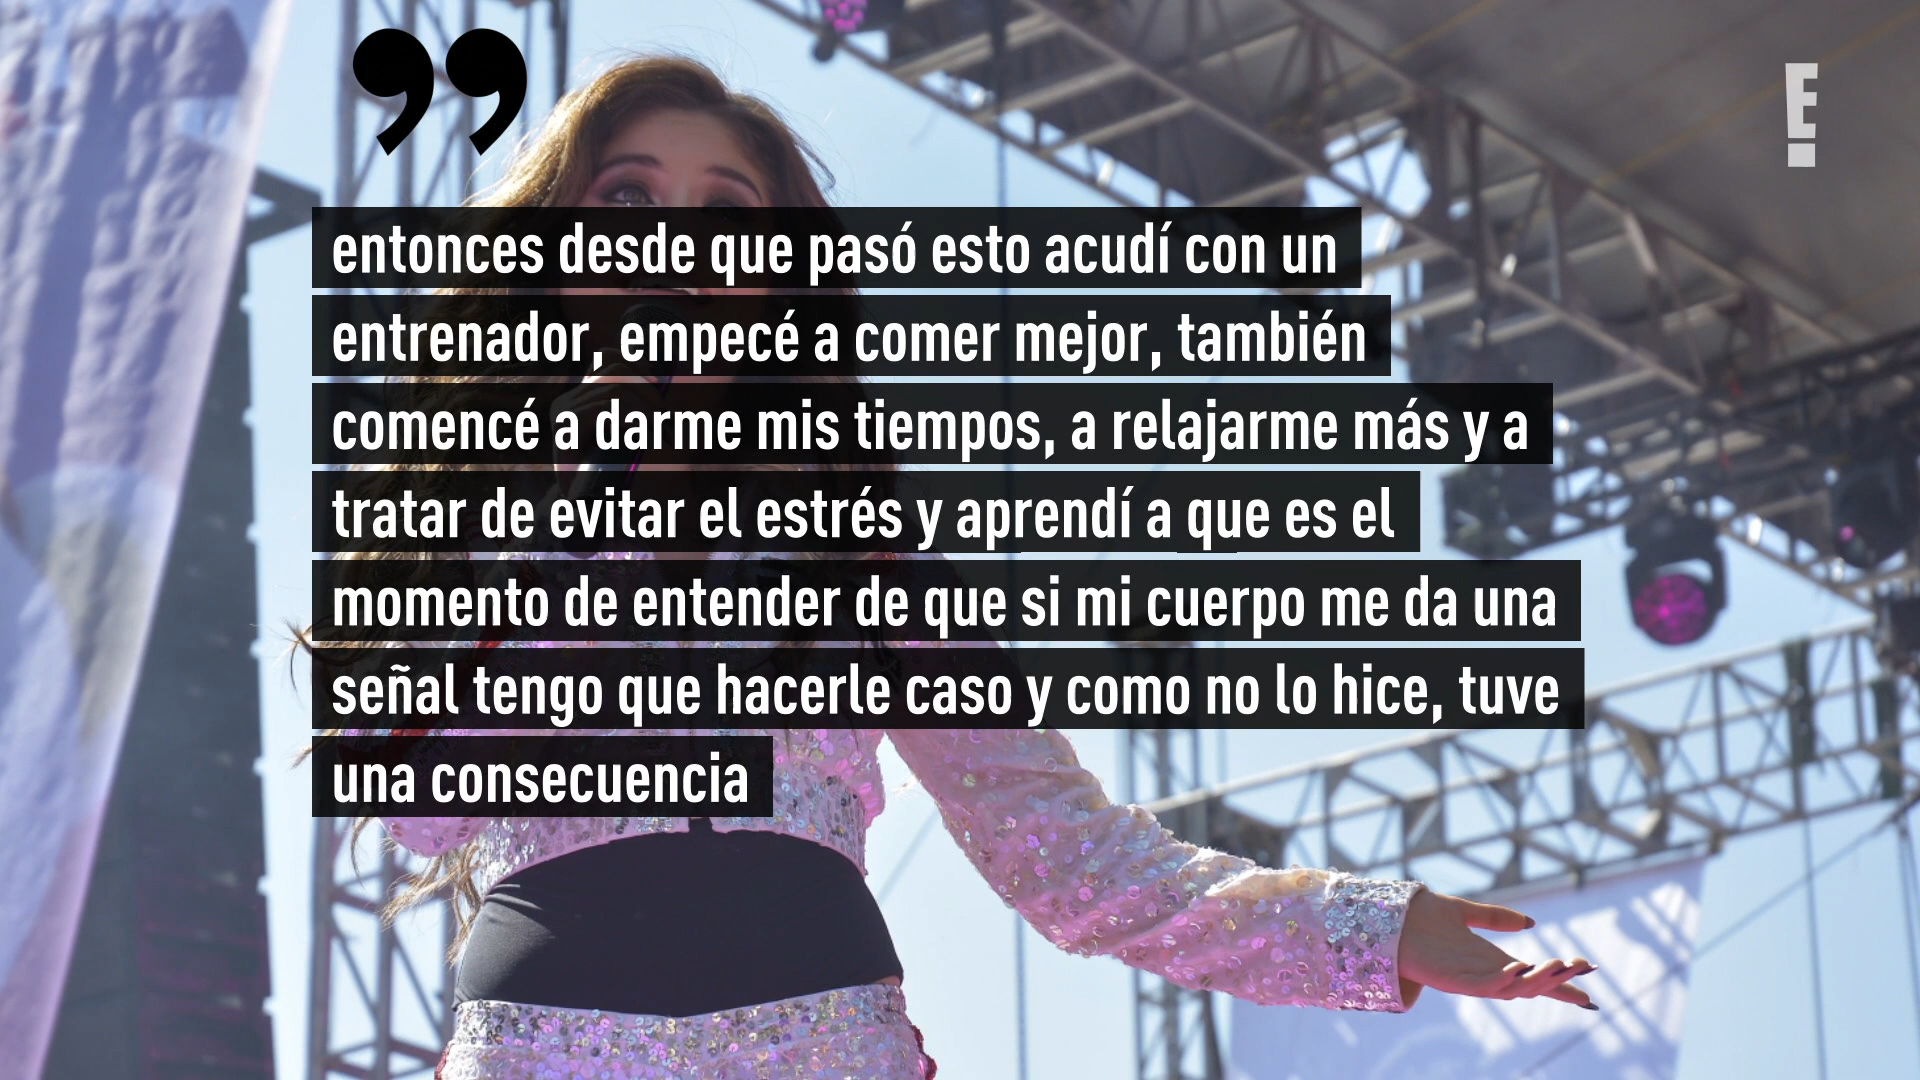 ”
E!
entonces desde que pasó esto acudí con un
entrenador, empecé a comer mejor, también
comencé a darme mis tiempos, a relajarme más y a
tratar de evitar el estrés y aprendí a que es el
momento de entender de que si mi cuerpo me da una
señal tengo que hacerle caso y como no lo hice, tuve
una consecuencia